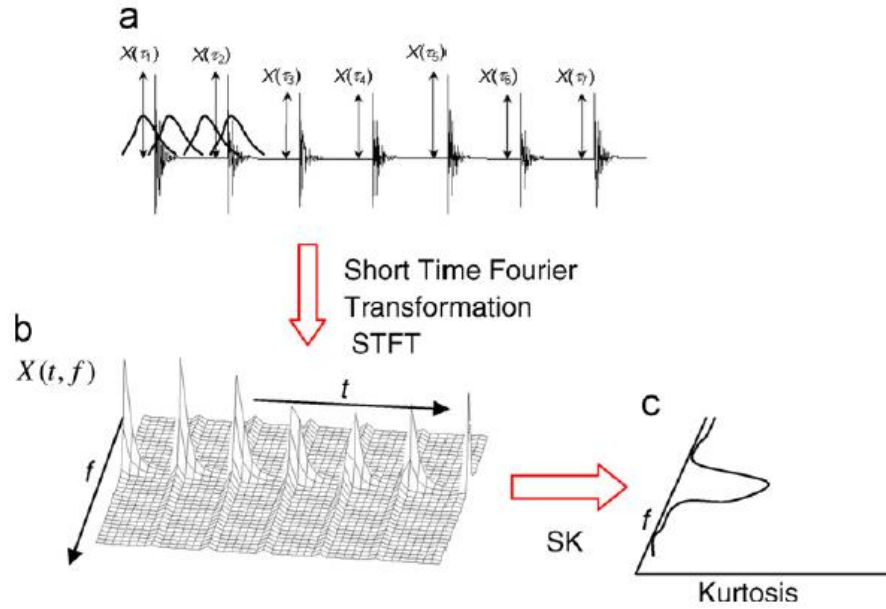 a
X(τ1) X(τ2) X(τ3) X(τ4) X(τ5) X(τ6) X(τ7)
Short Time Fourier
Transformation
STFT
b
X(t, f)
t
f
SK
c
f
Kurtosis